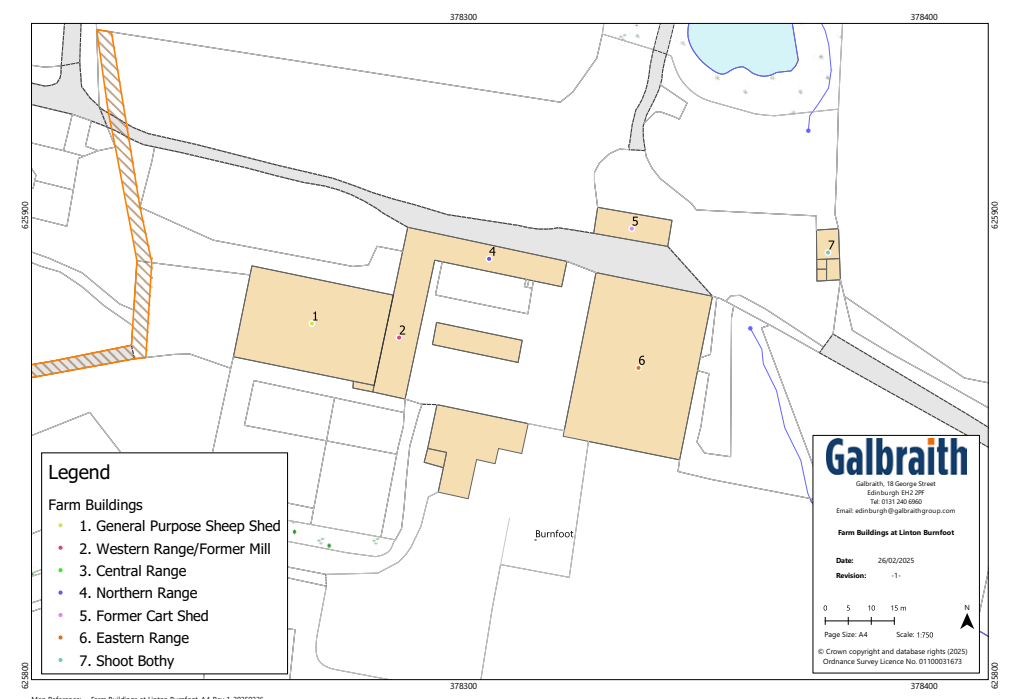 378300
378400
625900
625900
5
4
7
1
2
6
Legend
Farm Buildings
1. General Purpose Sheep Shed
2. Western Range/Former Mill
3. Central Range
4. Northern Range
5. Former Cart Shed
6. Eastern Range
7. Shoot Bothy
Burnfoot
Galbraith
Galbraith, 18 George Street
Edinburgh EH2 2PF
Tel: 0131 240 6960
Email: edinburgh@galbraithgroup.com
Farm Buildings at Linton Burnfoot
Date: 26/02/2025
Revision: -1-
0 5 10 15 m
N
Page Size: A4 Scale: 1:750
© Crown copyright and database rights (2025)
Ordnance Survey Licence No. 01100031673
625800
625800
378300
378400